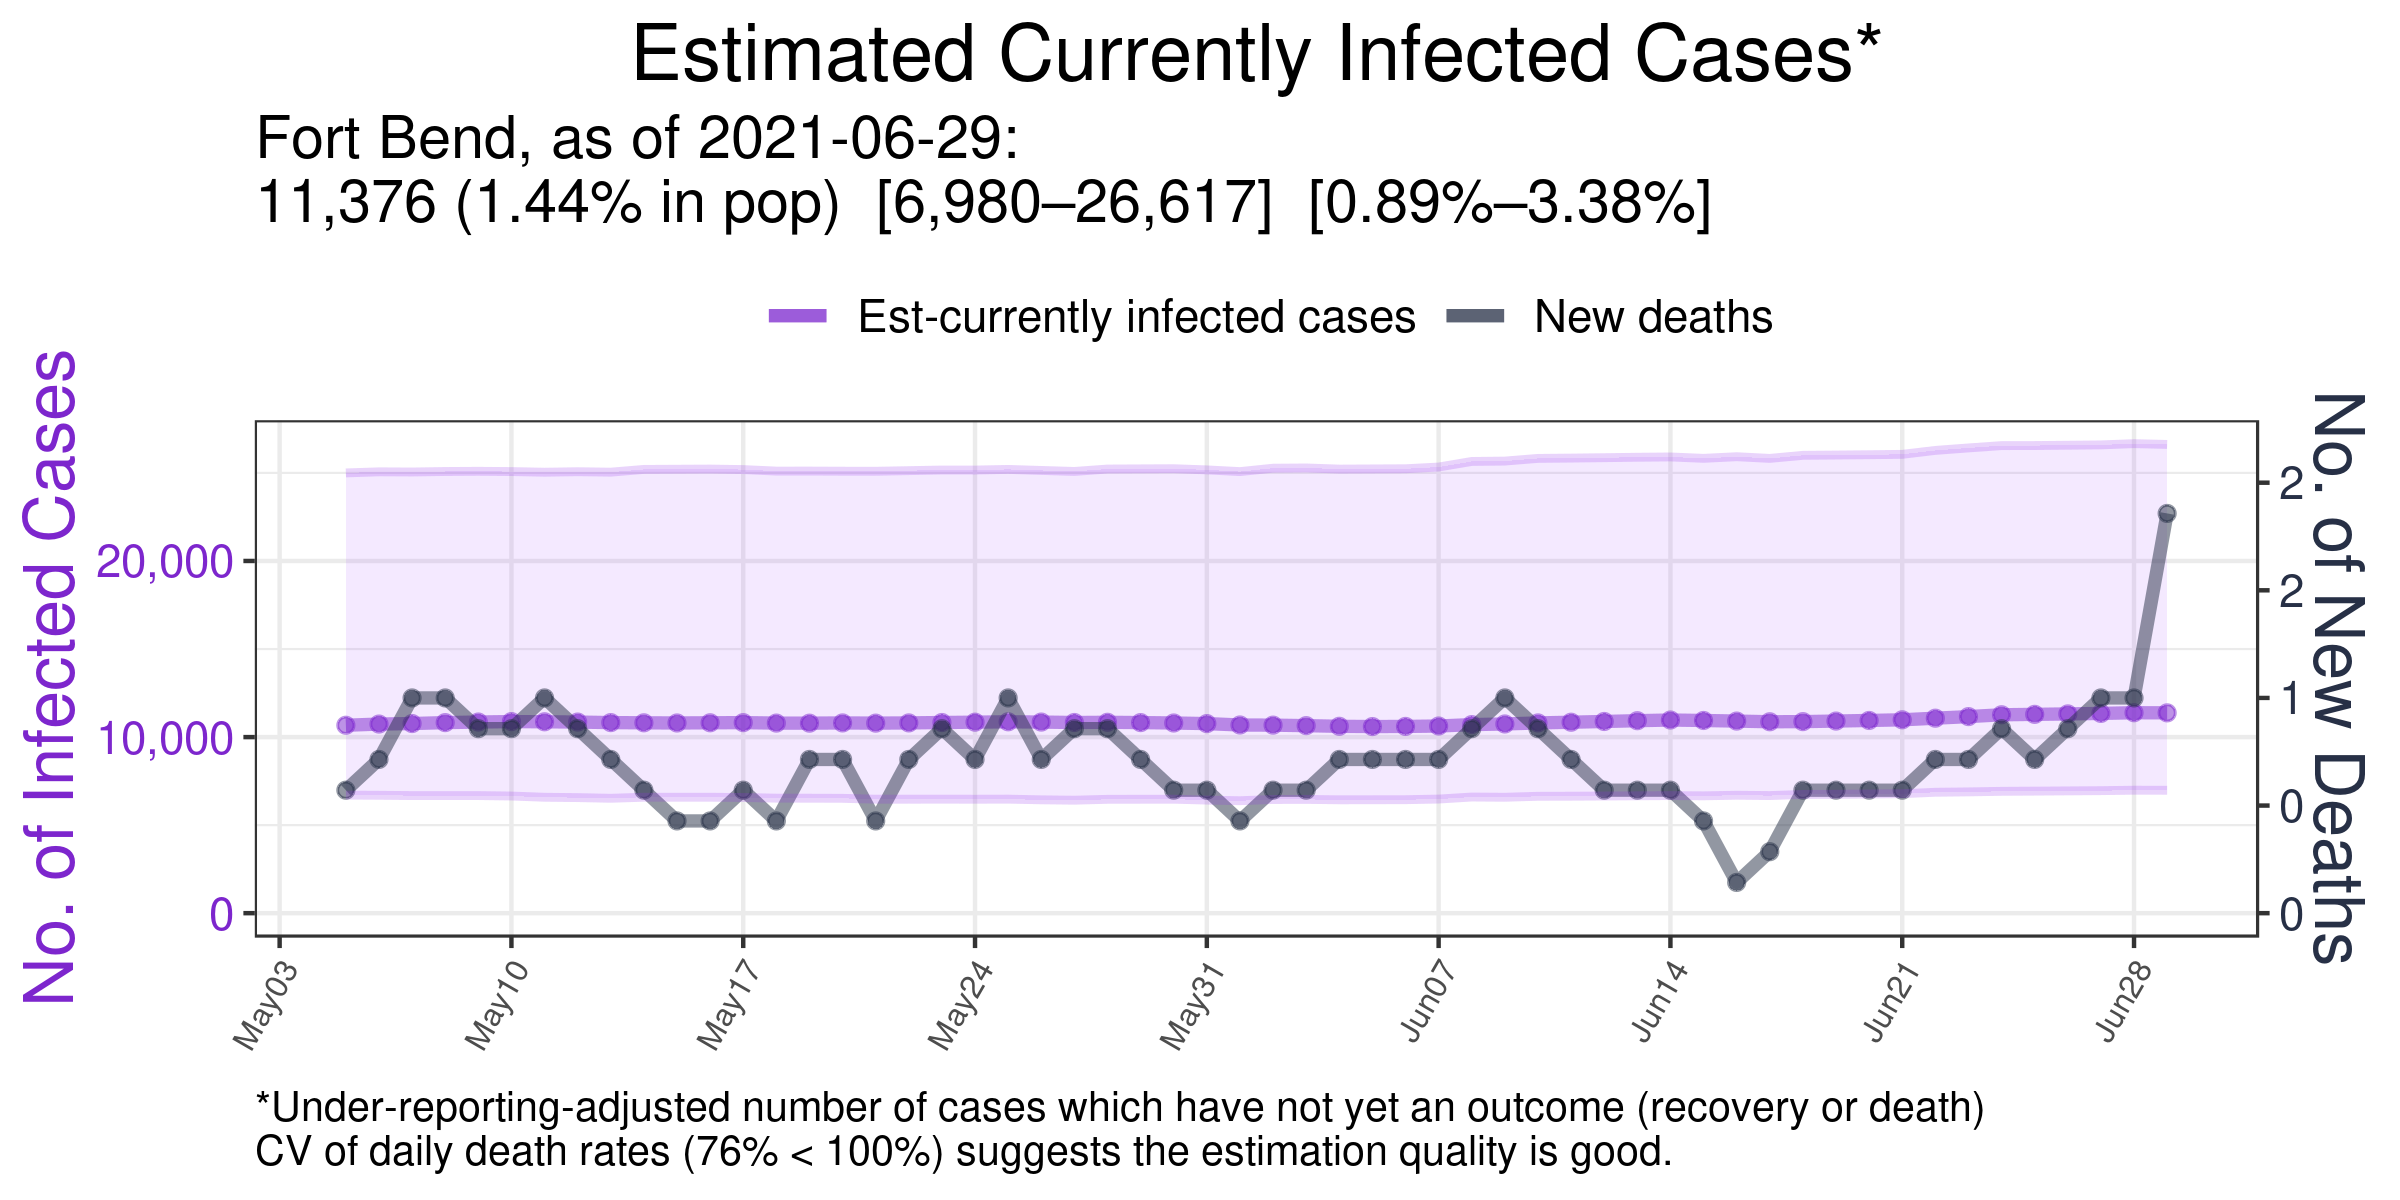 Estimated Currently Infected Cases*
Fort Bend, as of 2021-06-29:
11,376 (1.44% in pop)  [6,980–26,617]  [0.89%–3.38%]
Est-currently infected cases
New deaths
No. of Infected Cases
20,000
10,000
0
No. of New Deaths
2
2
1
0
0
May03
May10
May17
May24
May31
Jun07
Jun14
Jun21
Jun28
*Under-reporting-adjusted number of cases which have not yet an outcome (recovery or death)
CV of daily death rates (76% < 100%) suggests the estimation quality is good.